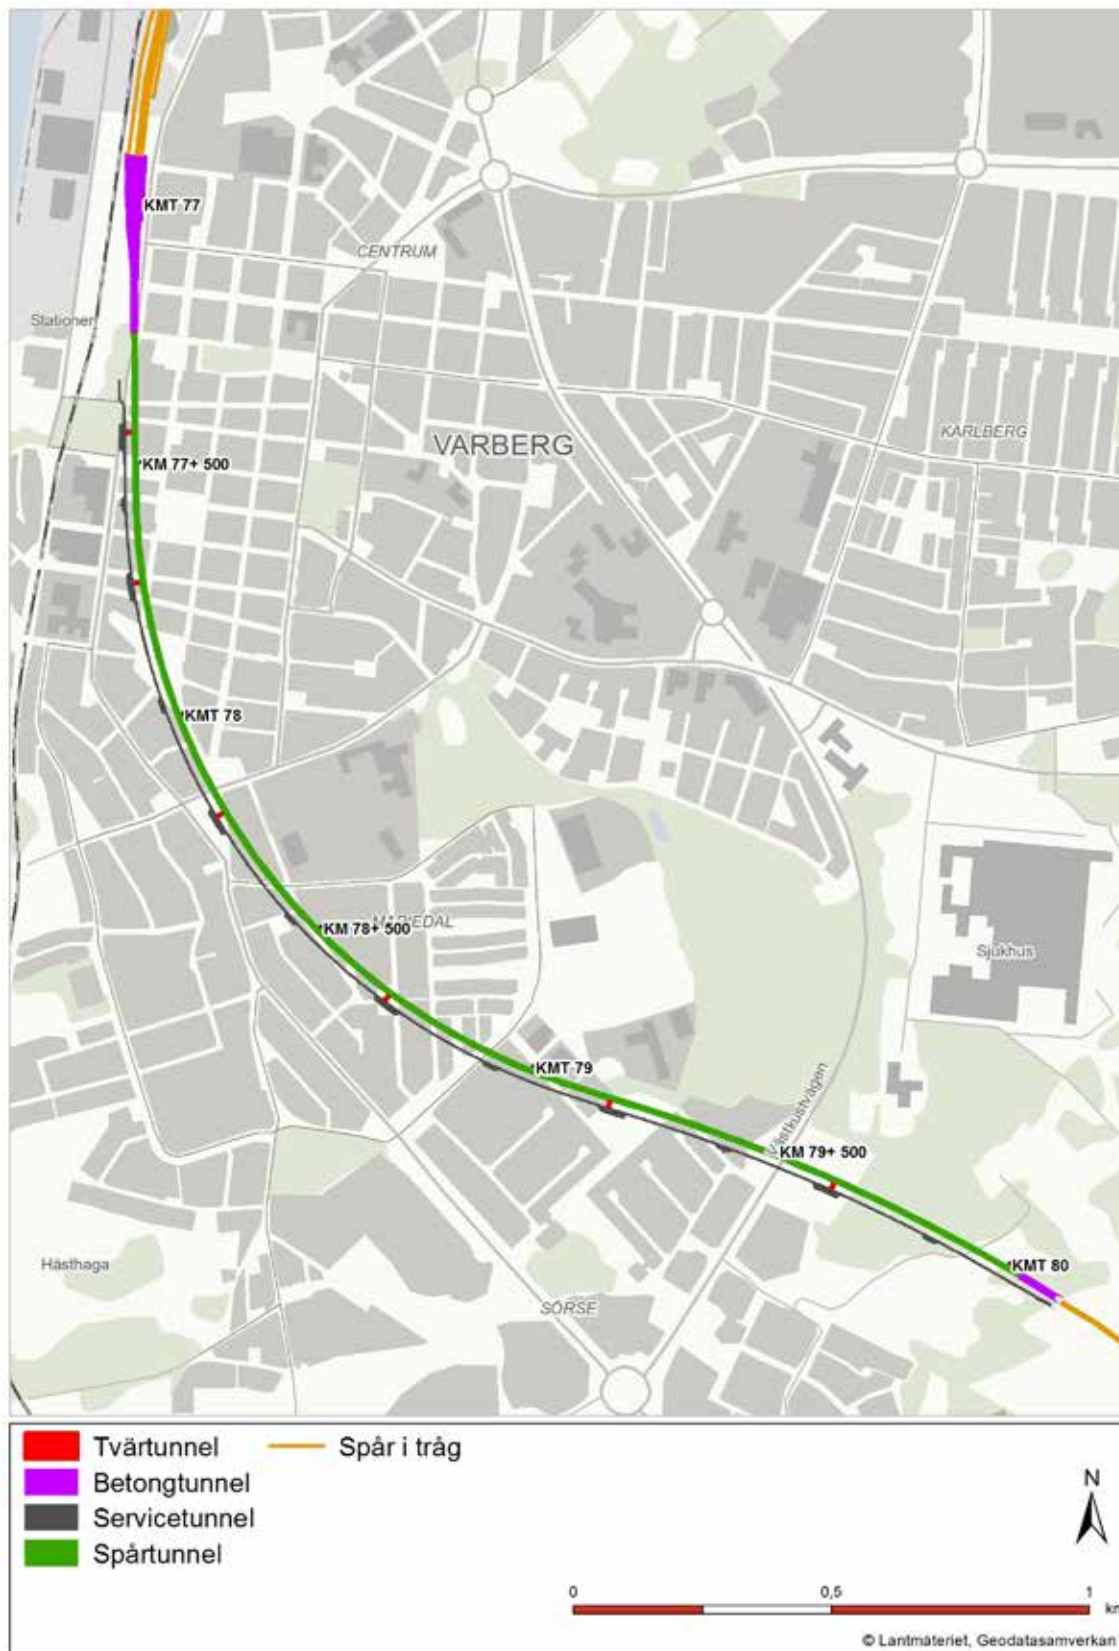 KMT 77
CENTRUM
Stationen
VARBERG
KARLBERG
KM 77+ 500
KMT 78
KM 78+ 500
Sjukhus
KMT 79
Västkustvägen
KM 79+ 500
Hästhaga
KMT 80
SÖRSE
Tvärtunnel
Spår i tråg
Betongtunnel
Servicetunnel
Spårtunnel
N
0 0,5 1
km
© Lantmäteriet, Geodatasamverkan